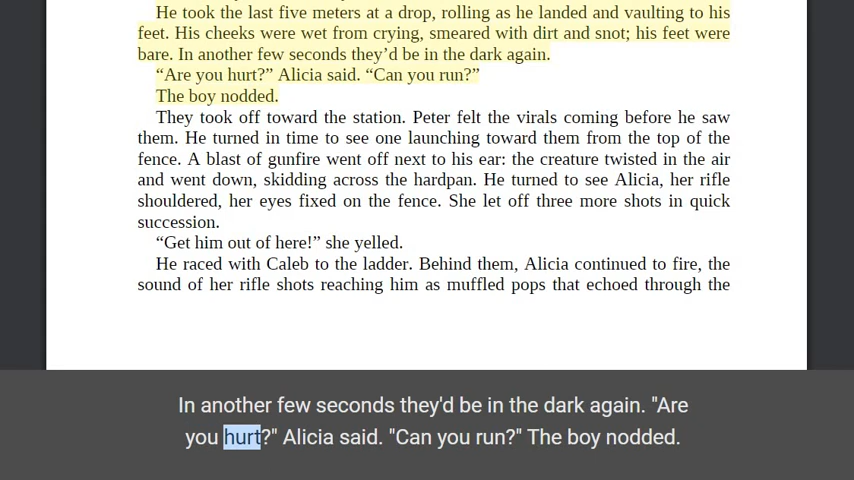 He took the last five meters at a drop, rolling as he landed and vaulting to his
feet. His cheeks were wet from crying, smeared with dirt and snot; his feet were
bare. In another few seconds they’d be in the dark again.
“Are you hurt?” Alicia said. “Can you run?”
The boy nodded.
They took off toward the station. Peter felt the virals coming before he saw
them. He turned in time to see one launching toward them from the top of the
fence. A blast of gunfire went off next to his ear: the creature twisted in the air
and went down, skidding across the hardpan. He turned to see Alicia, her rifle
shouldered, her eyes fixed on the fence. She let off three more shots in quick
succession.
“Get him out of here!” she yelled.
He raced with Caleb to the ladder. Behind them, Alicia continued to fire, the
sound of her rifle shots reaching him as muffled pops that echoed through the
In another few seconds they'd be in the dark again. "Are
you hurt?" Alicia said. "Can you run?" The boy nodded.